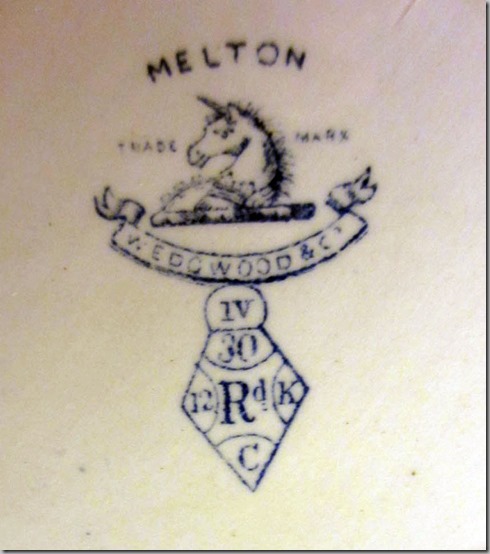 MELTON
TRADE MARK
WEDGWOOD & Co
IV
30
12 Rd K
C